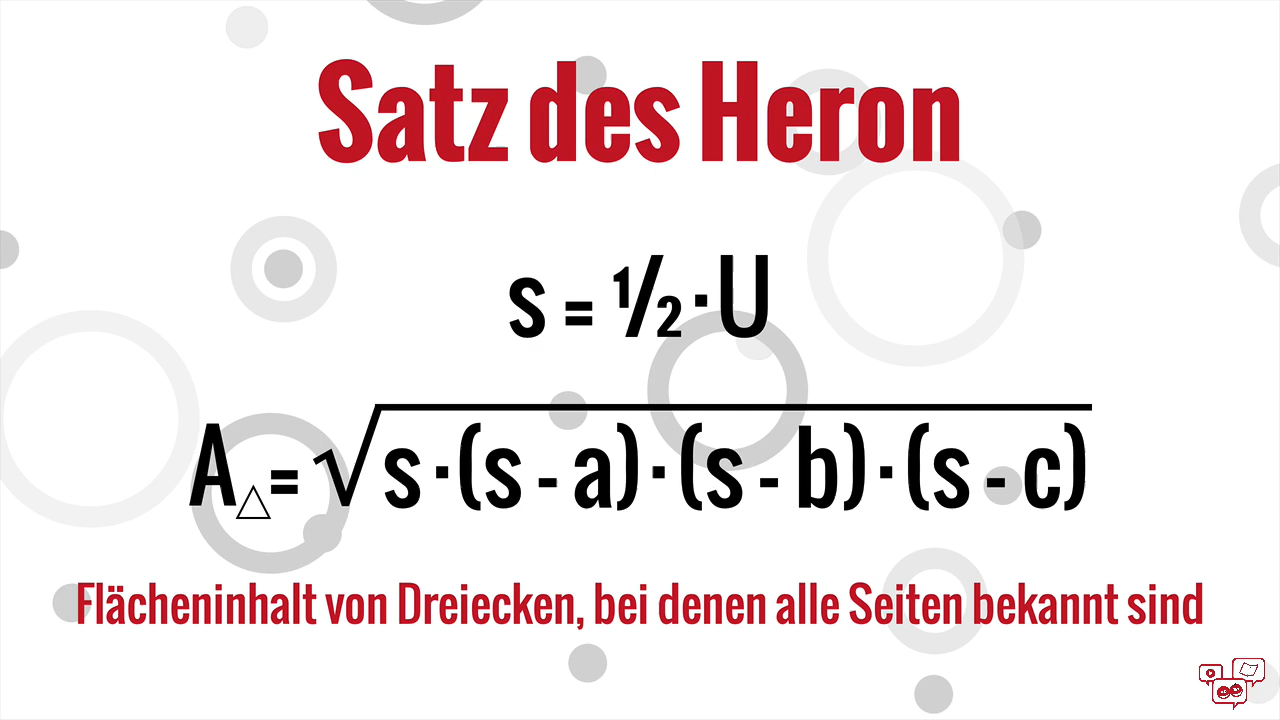 Satz des Heron
s = ½·U
A△= √s·(s - a)·(s - b)·(s - c)
Flächeninhalt von Dreiecken, bei denen alle Seiten bekannt sind